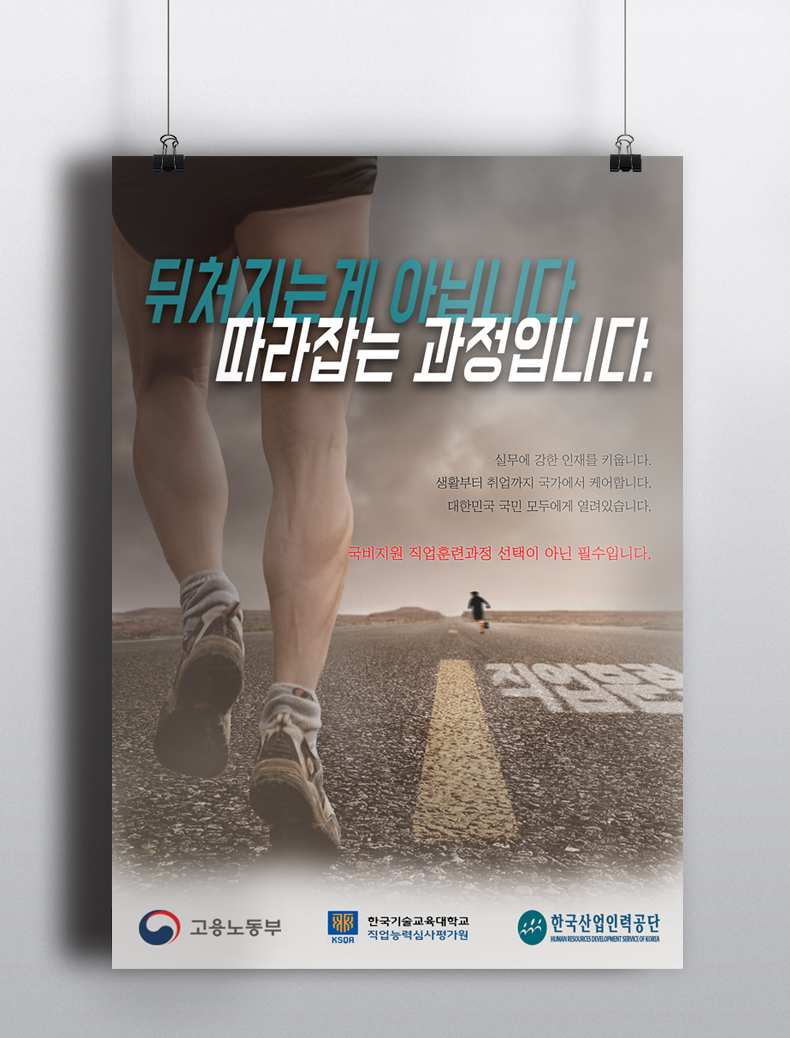 뒤처지는게 아닙니다.
따라잡는 과정입니다.
실무에 강한 인재를 키웁니다.
생활부터 취업까지 국가에서 케어합니다.
대한민국 국민 모두에게 열려있습니다.
국비지원 직업훈련과정 선택이 아닌 필수입니다.
직업훈련
고용노동부
KSQA
한국기술교육대학교
직업능력심사평가원
한국산업인력공단
HUMAN RESOURCES DEVELOPMENT SERVICE OF KOREA